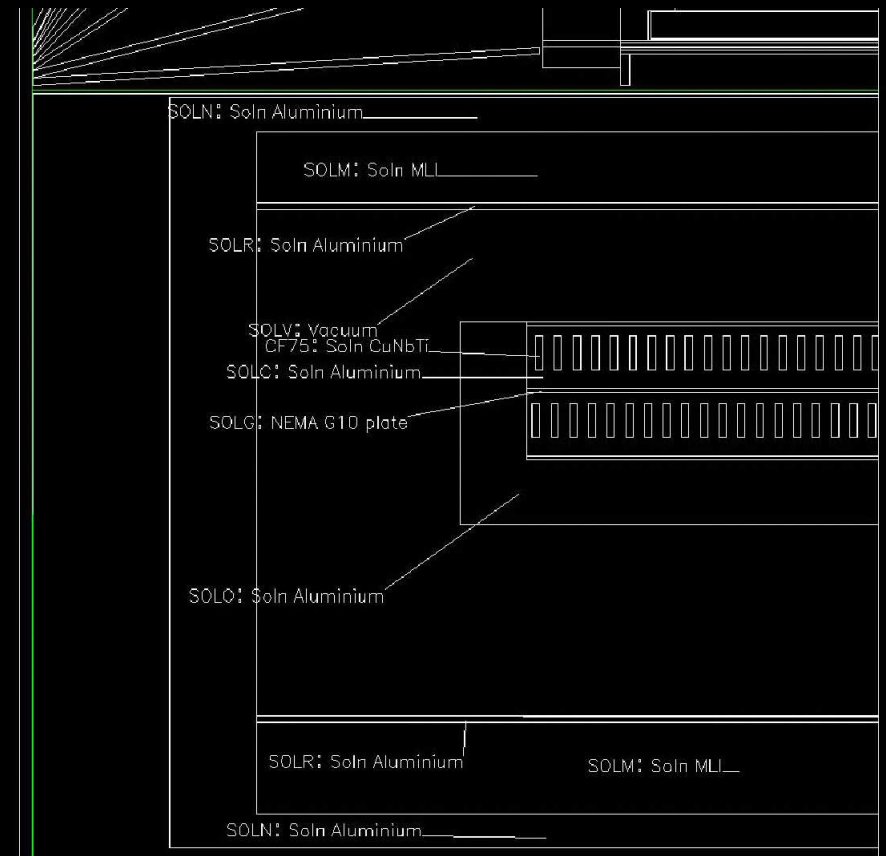 SOLN: Soln Aluminium
SOLM: Soln MLI
SOLR: Soln Aluminium
SOLV: Vacuum
CF75: Soln CuNbTi
SOLC: Soln Aluminium
SOLG: NEMA G10 plate
SOLO: Soln Aluminium
SOLR: Soln Aluminium
SOLM: Soln MLI
SOLN: Soln Aluminium